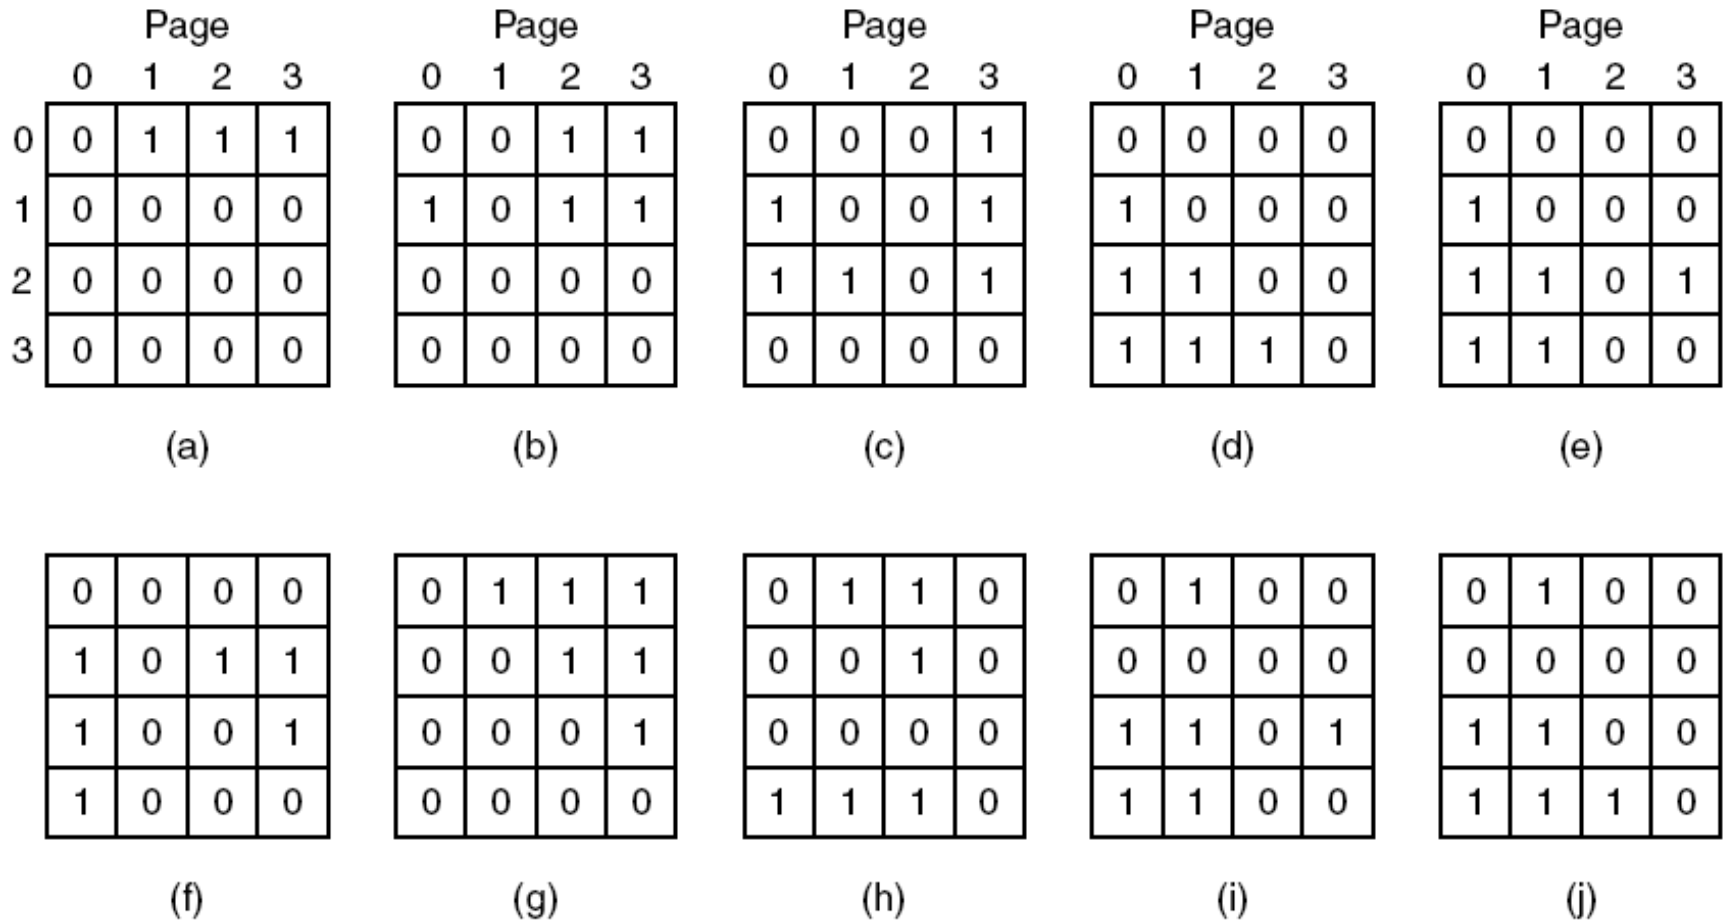 Page Page Page Page Page
0 1 2 3 0 1 2 3 0 1 2 3 0 1 2 3 0 1 2 3
0 0 1 1 1 0 0 1 1 0 0 0 1 0 0 0 0 0 0 0 0
1 0 0 0 0 1 0 1 1 1 0 0 1 1 0 0 0 1 0 0 0
2 0 0 0 0 0 0 0 0 1 1 0 1 1 1 0 0 1 1 0 1
3 0 0 0 0 0 0 0 0 0 0 0 0 1 1 1 0 1 1 0 0
(a) (b) (c) (d) (e)
0 0 0 0 0 1 1 1 0 1 1 0 0 1 0 0 0 1 0 0
1 0 1 1 0 0 1 1 0 0 1 0 0 0 0 0 0 0 0 0
1 0 0 1 0 0 0 1 0 0 0 0 1 1 0 1 1 1 0 0
1 0 0 0 0 0 0 0 1 1 1 0 1 1 0 0 1 1 1 0
(f) (g) (h) (i) (j)